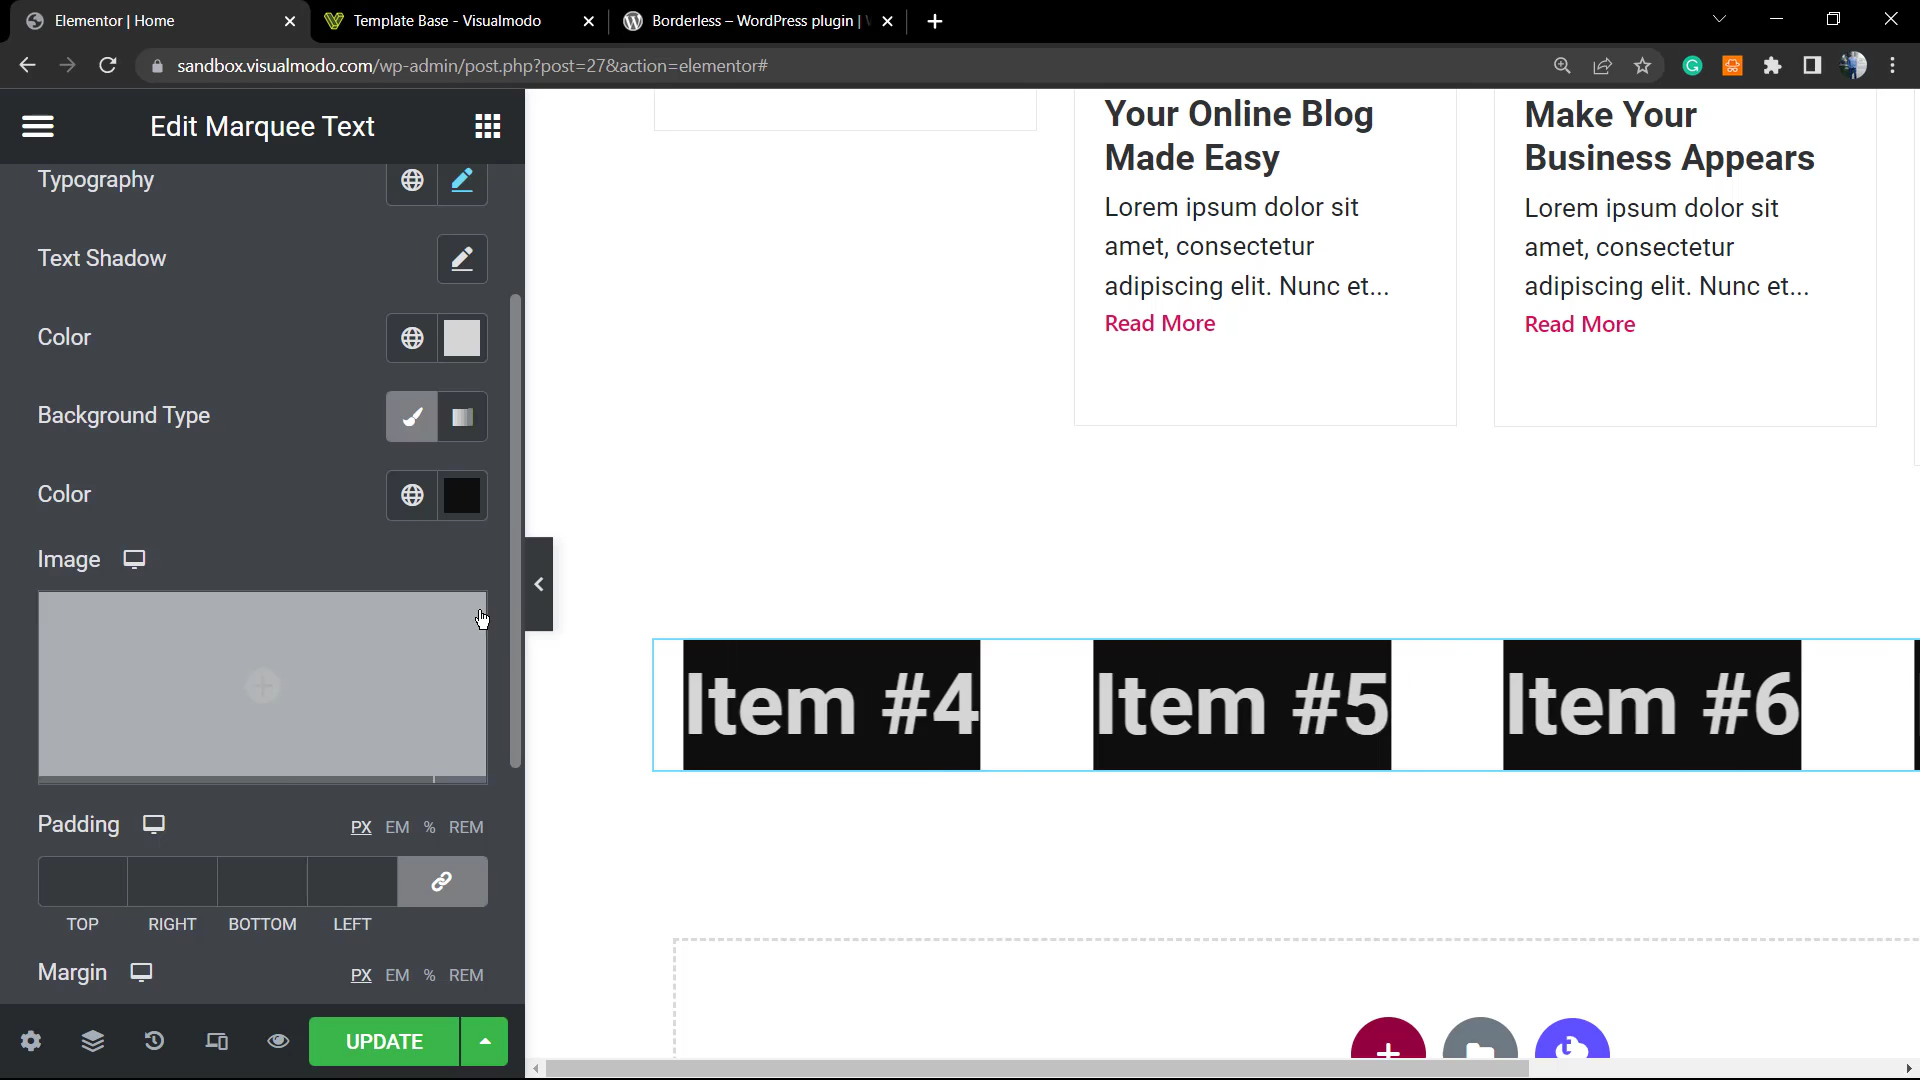 Elementor | Home
Template Base - Visualmodo
Borderless – WordPress plugin |
sandbox.visualmodo.com/wp-admin/post.php?post=27&action=elementor#
Edit Marquee Text
Typography
Text Shadow
Color
Background Type
Color
Image
Padding
PX EM % REM
TOP RIGHT BOTTOM LEFT
Margin
PX EM % REM
UPDATE
Your Online Blog
Made Easy
Lorem ipsum dolor sit
amet, consectetur
adipiscing elit. Nunc et...
Read More
Make Your
Business Appears
Lorem ipsum dolor sit
amet, consectetur
adipiscing elit. Nunc et...
Read More
Item #4
Item #5
Item #6